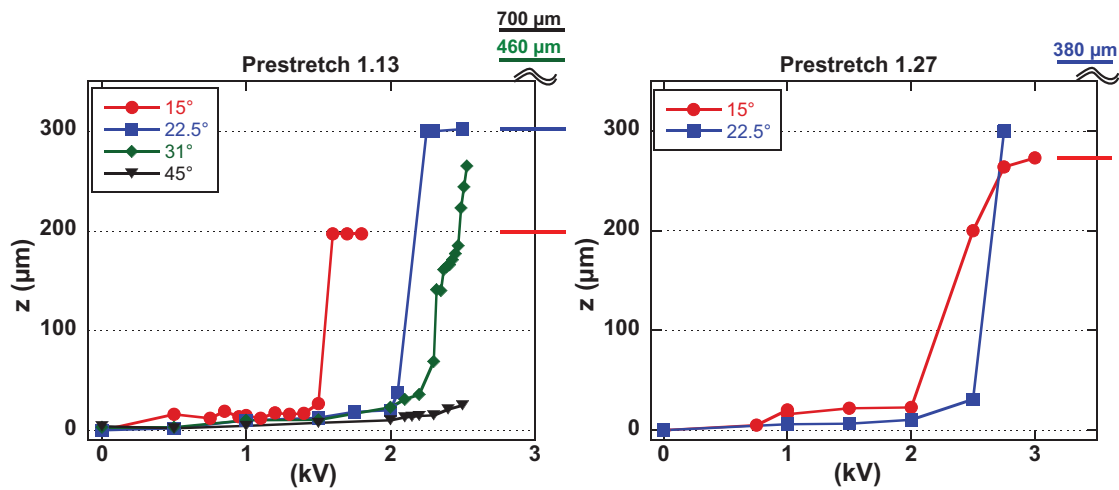 700 µm
460 µm
Prestretch 1.13
15°
22.5°
31°
45°
300
200
100
0
z (µm)
0
1
2
3
(kV)
380 µm
Prestretch 1.27
15°
22.5°
300
200
100
0
z (µm)
0
1
2
3
(kV)